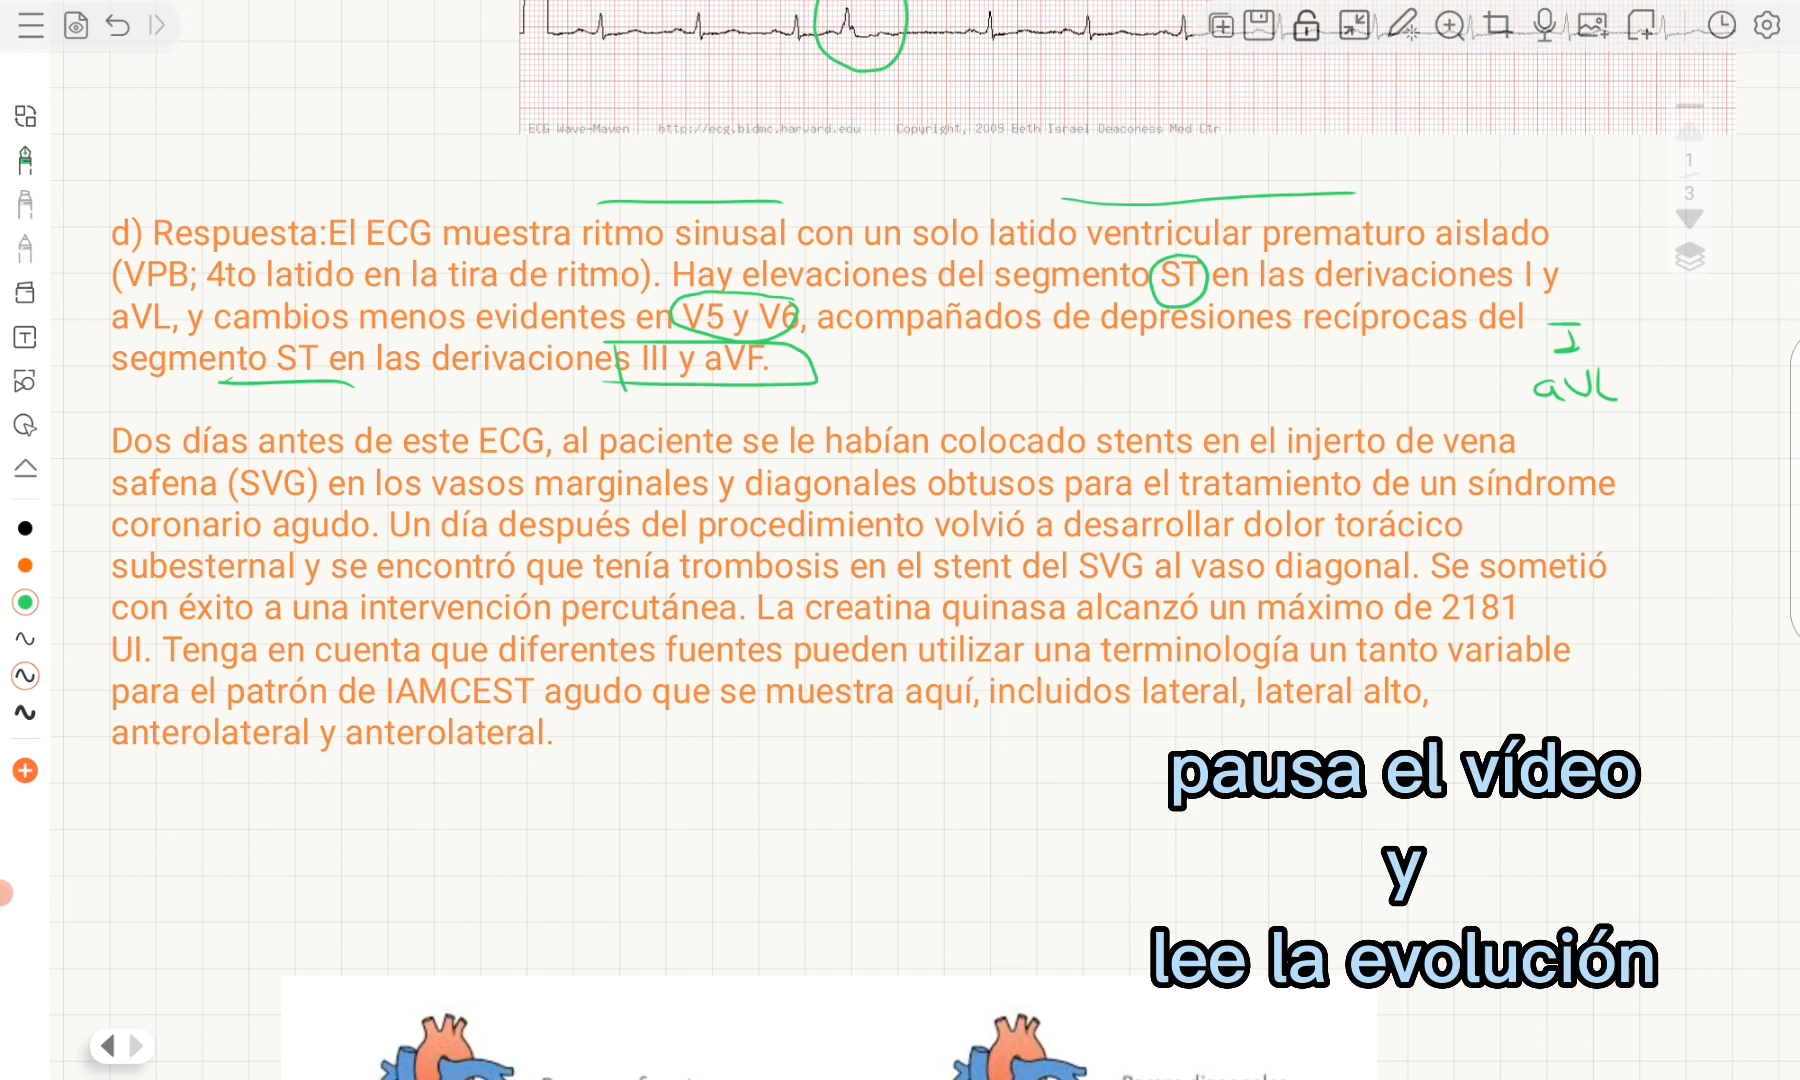 ECG Wave-Maven http://ecg.bidmc.harvard.edu Copyright, 2009 Beth Israel Deaconess Med Ctr
1
3
d) Respuesta:El ECG muestra ritmo sinusal con un solo latido ventricular prematuro aislado
(VPB; 4to latido en la tira de ritmo). Hay elevaciones del segmento ST en las derivaciones I y
aVL, y cambios menos evidentes en V5 y V6, acompañados de depresiones recíprocas del
segmento ST en las derivaciones III y aVF.
I
aVL
Dos días antes de este ECG, al paciente se le habían colocado stents en el injerto de vena
safena (SVG) en los vasos marginales y diagonales obtusos para el tratamiento de un síndrome
coronario agudo. Un día después del procedimiento volvió a desarrollar dolor torácico
subesternal y se encontró que tenía trombosis en el stent del SVG al vaso diagonal. Se sometió
con éxito a una intervención percutánea. La creatina quinasa alcanzó un máximo de 2181
UI. Tenga en cuenta que diferentes fuentes pueden utilizar una terminología un tanto variable
para el patrón de IAMCEST agudo que se muestra aquí, incluidos lateral, lateral alto,
anterolateral y anterolateral.
pausa el vídeo
y
lee la evolución